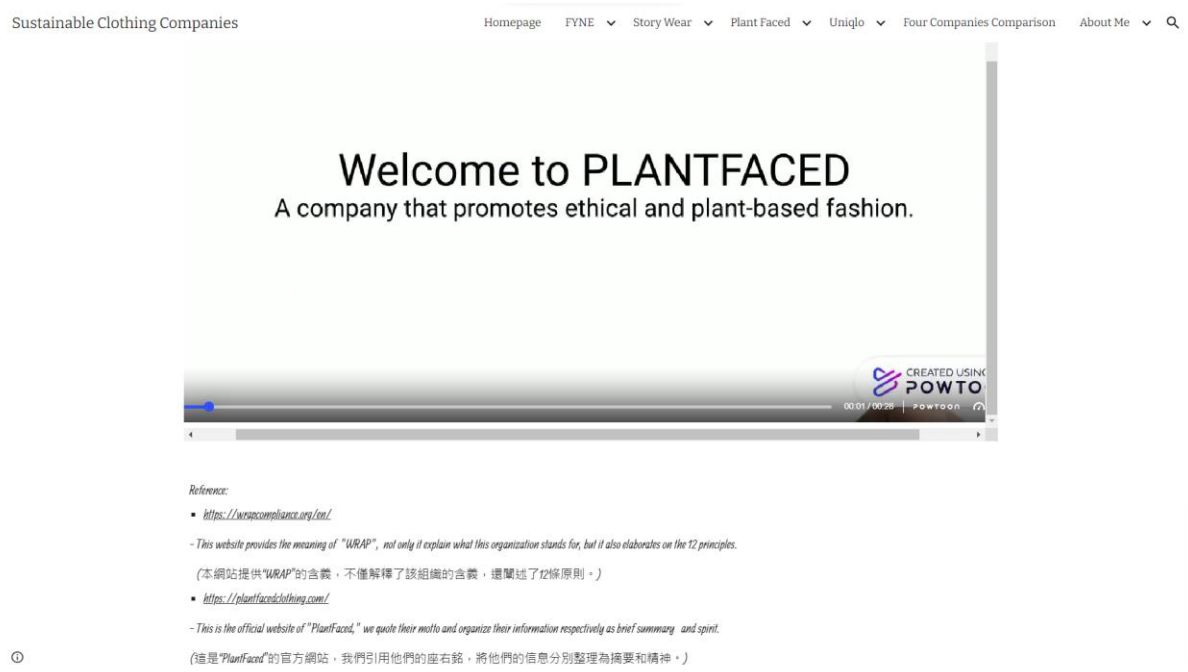 Sustainable Clothing Companies
Homepage FYNE Story Wear Plant Faced Uniqlo Four Companies Comparison About Me
Welcome to PLANTFACED
A company that promotes ethical and plant-based fashion.
CREATED USING
POWTO
00:01 / 00:26 POWTOON
Reference:
▪ https://wrapcompliance.org/en/
- This website provides the meaning of "WRAP", not only it explain what this organization stands for, but it also elaborates on the 12 principles.
(本網站提供"WRAP"的含義，不僅解釋了該組織的含義，還闡述了12條原則。)
▪ https://plantfacedclothing.com/
- This is the official website of "PlantFaced," we quote their motto and organize their information respectively as brief summary and spirit.
(這是"PlantFaced"的官方網站，我們引用他們的座右銘，將他們的信息分別整理為摘要和精神。)